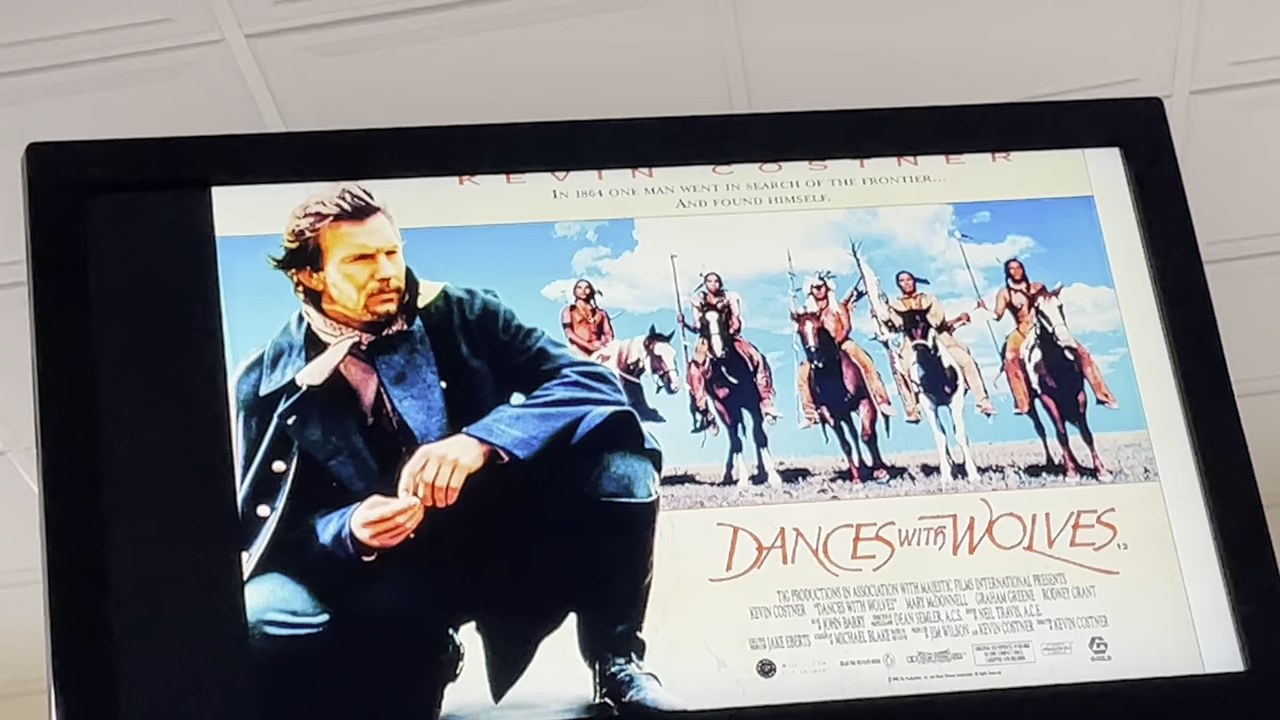 KEVIN COSTNER
IN 1864 ONE MAN WENT IN SEARCH OF THE FRONTIER...
AND FOUND HIMSELF.
DANCES WITH WOLVES 12
TIG PRODUCTIONS IN ASSOCIATION WITH MAJESTIC FILMS INTERNATIONAL PRESENTS
KEVIN COSTNER "DANCES WITH WOLVES" MARY McDONNELL GRAHAM GREENE RODNEY GRANT
JOHN BARRY DEAN SEMLER, A.C.S. NEIL TRAVIS, A.C.E.
JAKE EBERTS MICHAEL BLAKE JIM WILSON AND KEVIN COSTNER KEVIN COSTNER